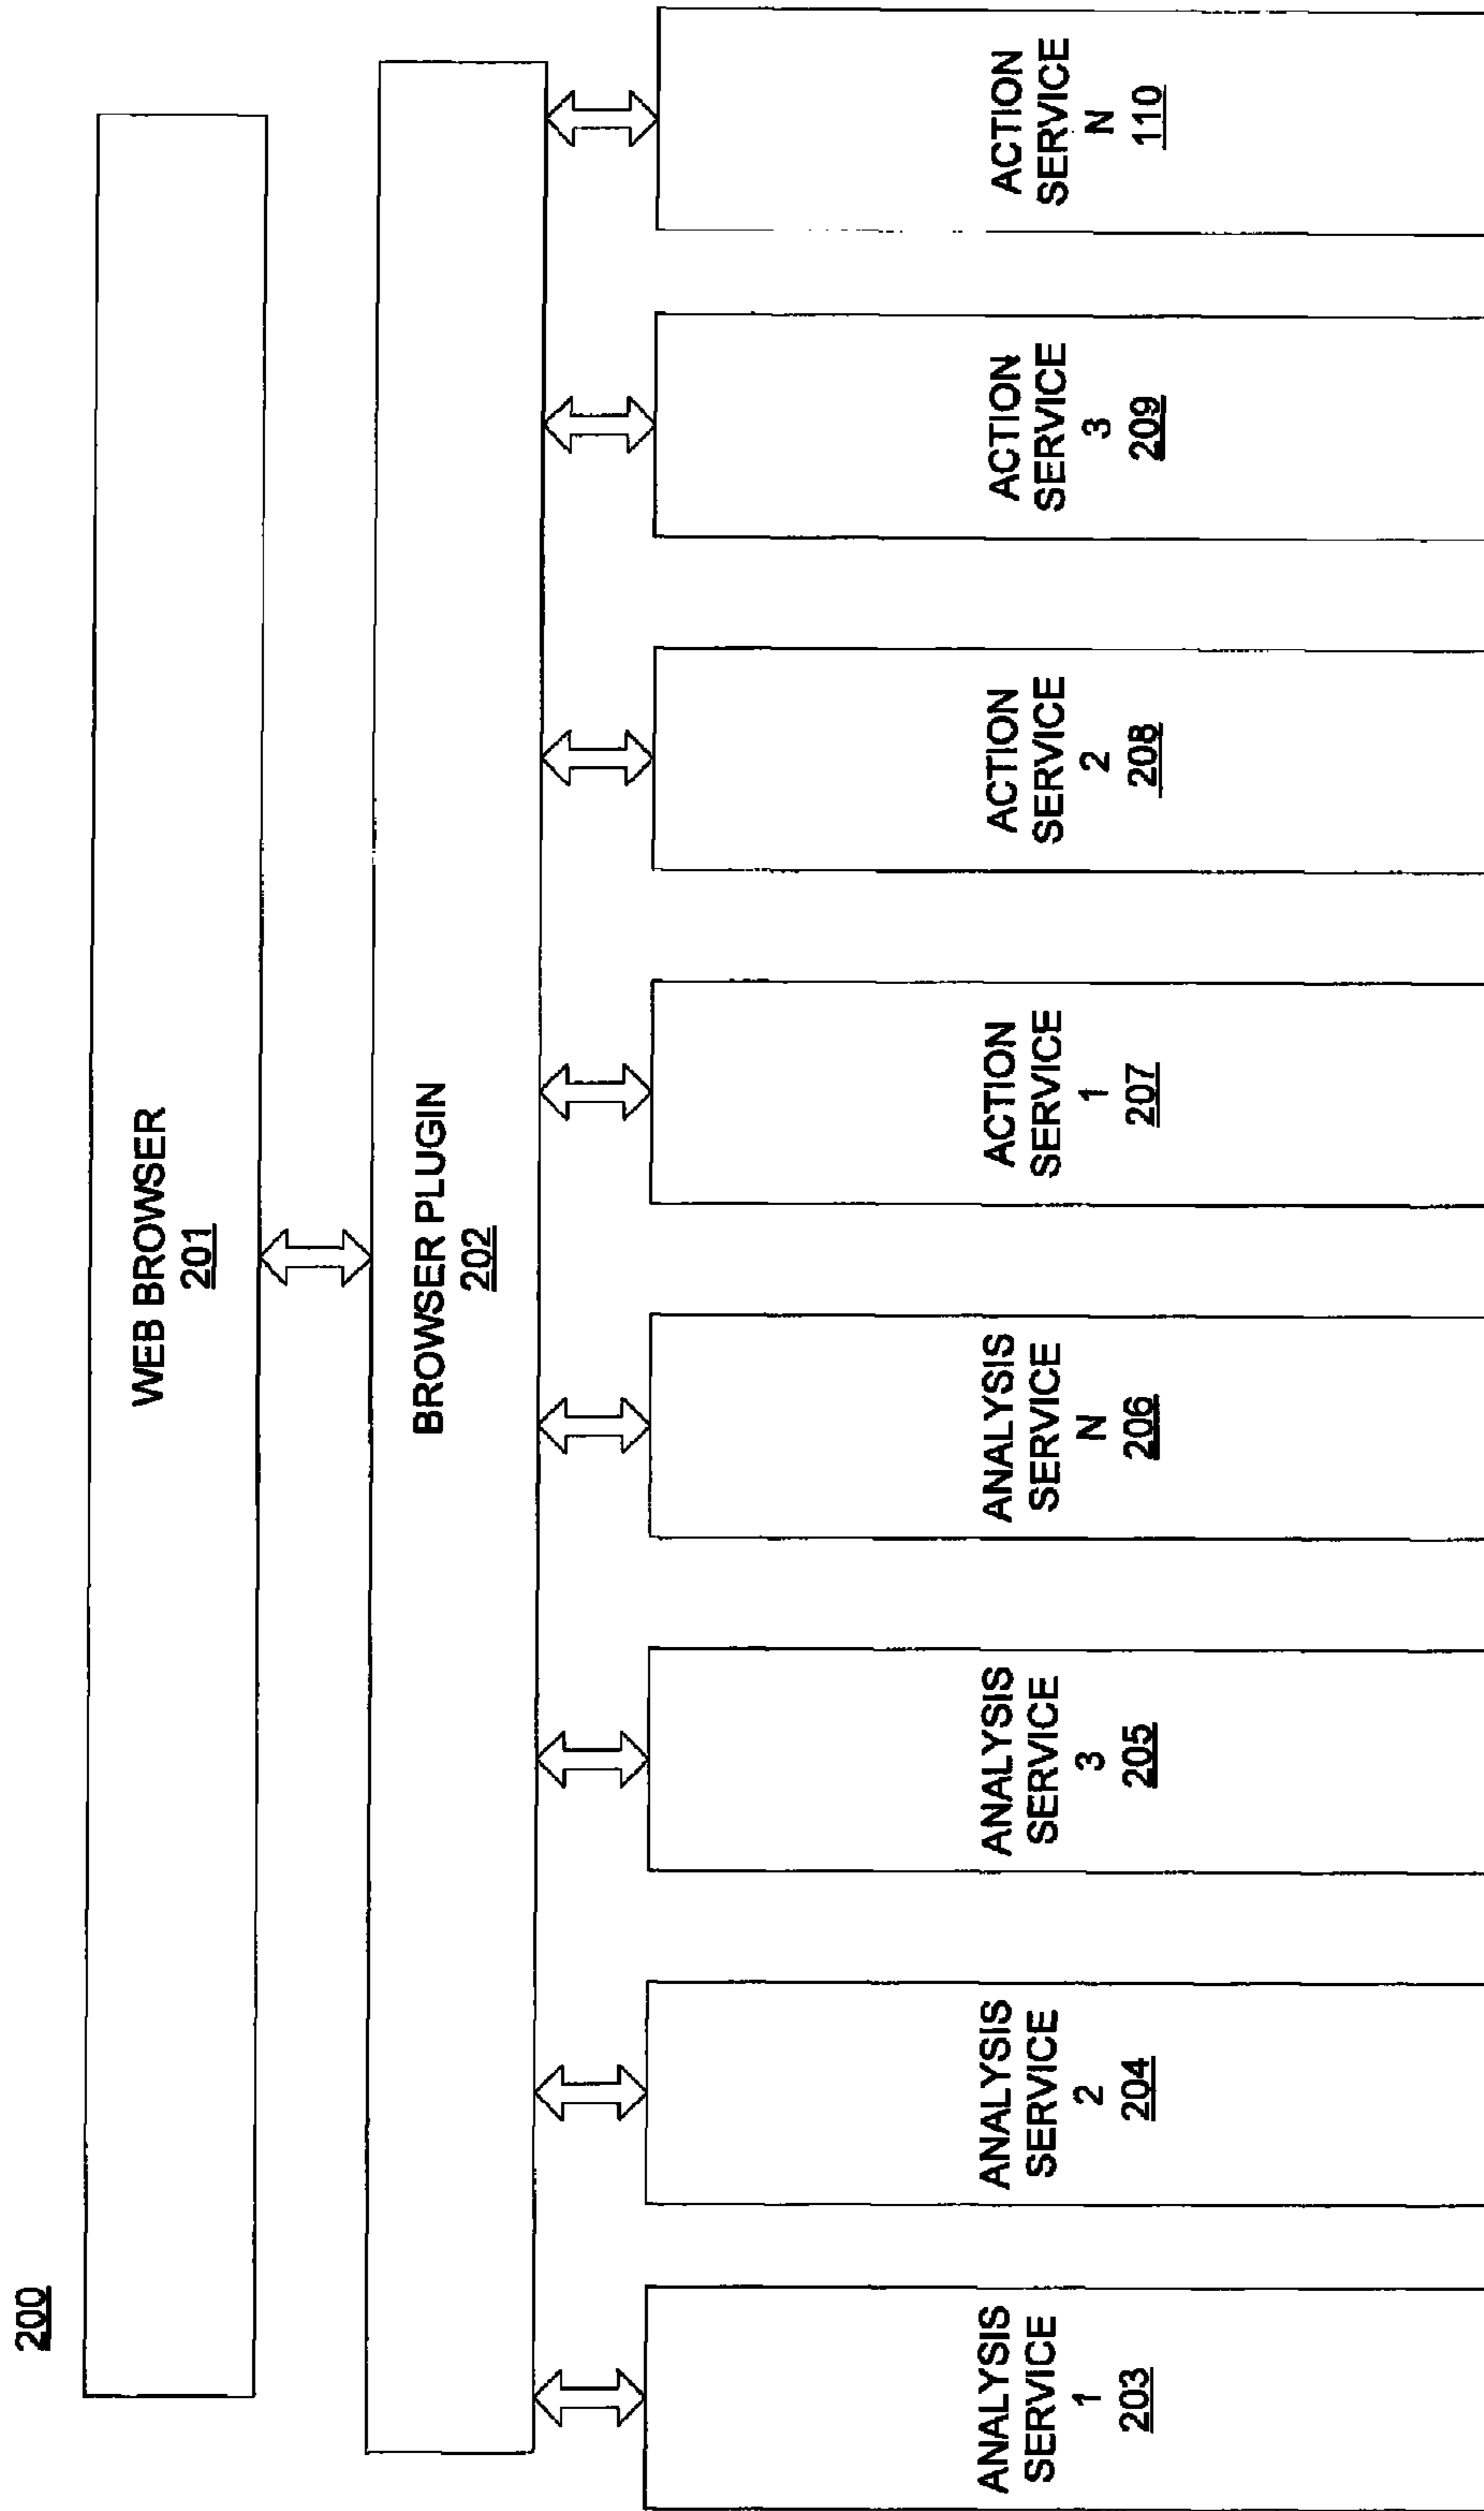 200
WEB BROWSER
201
BROWSER PLUGIN
202
ANALYSIS
SERVICE
1
203
ANALYSIS
SERVICE
2
204
ANALYSIS
SERVICE
3
205
ANALYSIS
SERVICE
N
206
ACTION
SERVICE
1
207
ACTION
SERVICE
2
208
ACTION
SERVICE
3
209
ACTION
SERVICE
N
110